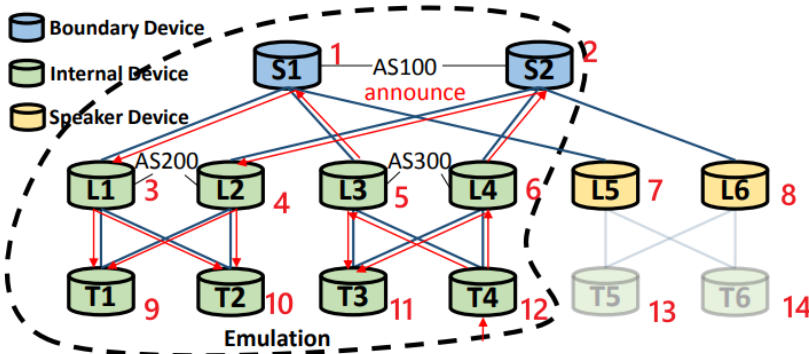 Boundary Device
Internal Device
Speaker Device
S1
1
AS100
announce
S2
2
AS200
AS300
L1
3
L2
4
L3
5
L4
6
L5
7
L6
8
T1
9
T2
10
T3
11
T4
12
T5
13
T6
14
Emulation